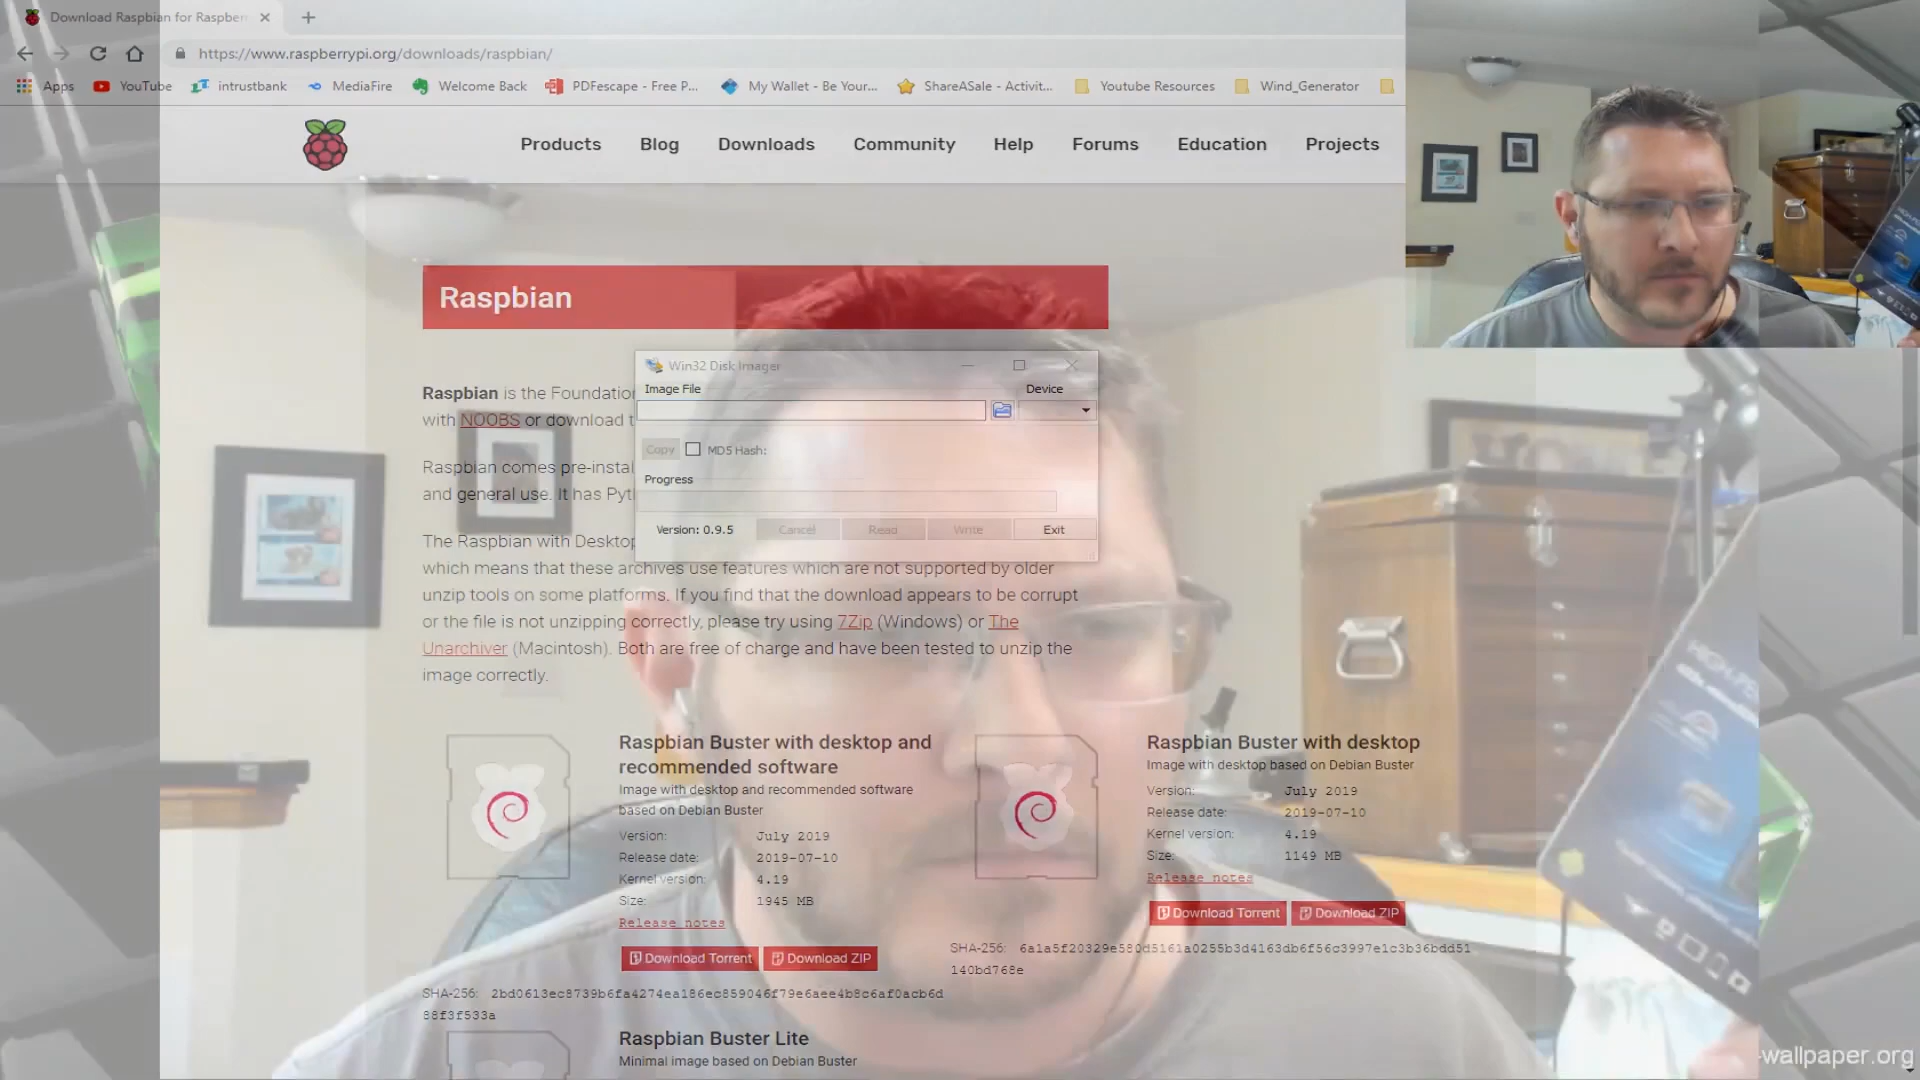 Download Raspbian for Raspber
https://www.raspberrypi.org/downloads/raspbian/
Apps YouTube intrustbank MediaFire Welcome Back PDFescape - Free P... My Wallet - Be Your... ShareASale - Activit... Youtube Resources Wind_Generator
Products Blog Downloads Community Help Forums Education Projects
Raspbian
Win32 Disk Imager
Image File Device
Copy MD5 Hash:
Progress
Version: 0.9.5 Cancel Read Write Exit
Raspbian is the Foundation
with NOOBS or download t
Raspbian comes pre-instal
and general use. It has Pyt
The Raspbian with Desktop
which means that these archives use features which are not supported by older
unzip tools on some platforms. If you find that the download appears to be corrupt
or the file is not unzipping correctly, please try using 7Zip (Windows) or The
Unarchiver (Macintosh). Both are free of charge and have been tested to unzip the
image correctly.
Raspbian Buster with desktop and
recommended software
Image with desktop and recommended software
based on Debian Buster
Version: July 2019
Release date: 2019-07-10
Kernel version: 4.19
Size: 1945 MB
Release notes
Download Torrent Download ZIP
SHA-256: 2bd0613ec8739b6fa4274ea186ec859046f79e6aee4b8c6af0acb6d
88f3f533a
Raspbian Buster with desktop
Image with desktop based on Debian Buster
Version: July 2019
Release date: 2019-07-10
Kernel version: 4.19
Size: 1149 MB
Release notes
Download Torrent Download ZIP
SHA-256: 6a1a5f20329e580d5161a0255b3d4163db6f56c3997e1c3b36bdd51
140bd768e
Raspbian Buster Lite
Minimal image based on Debian Buster
-wallpaper.org